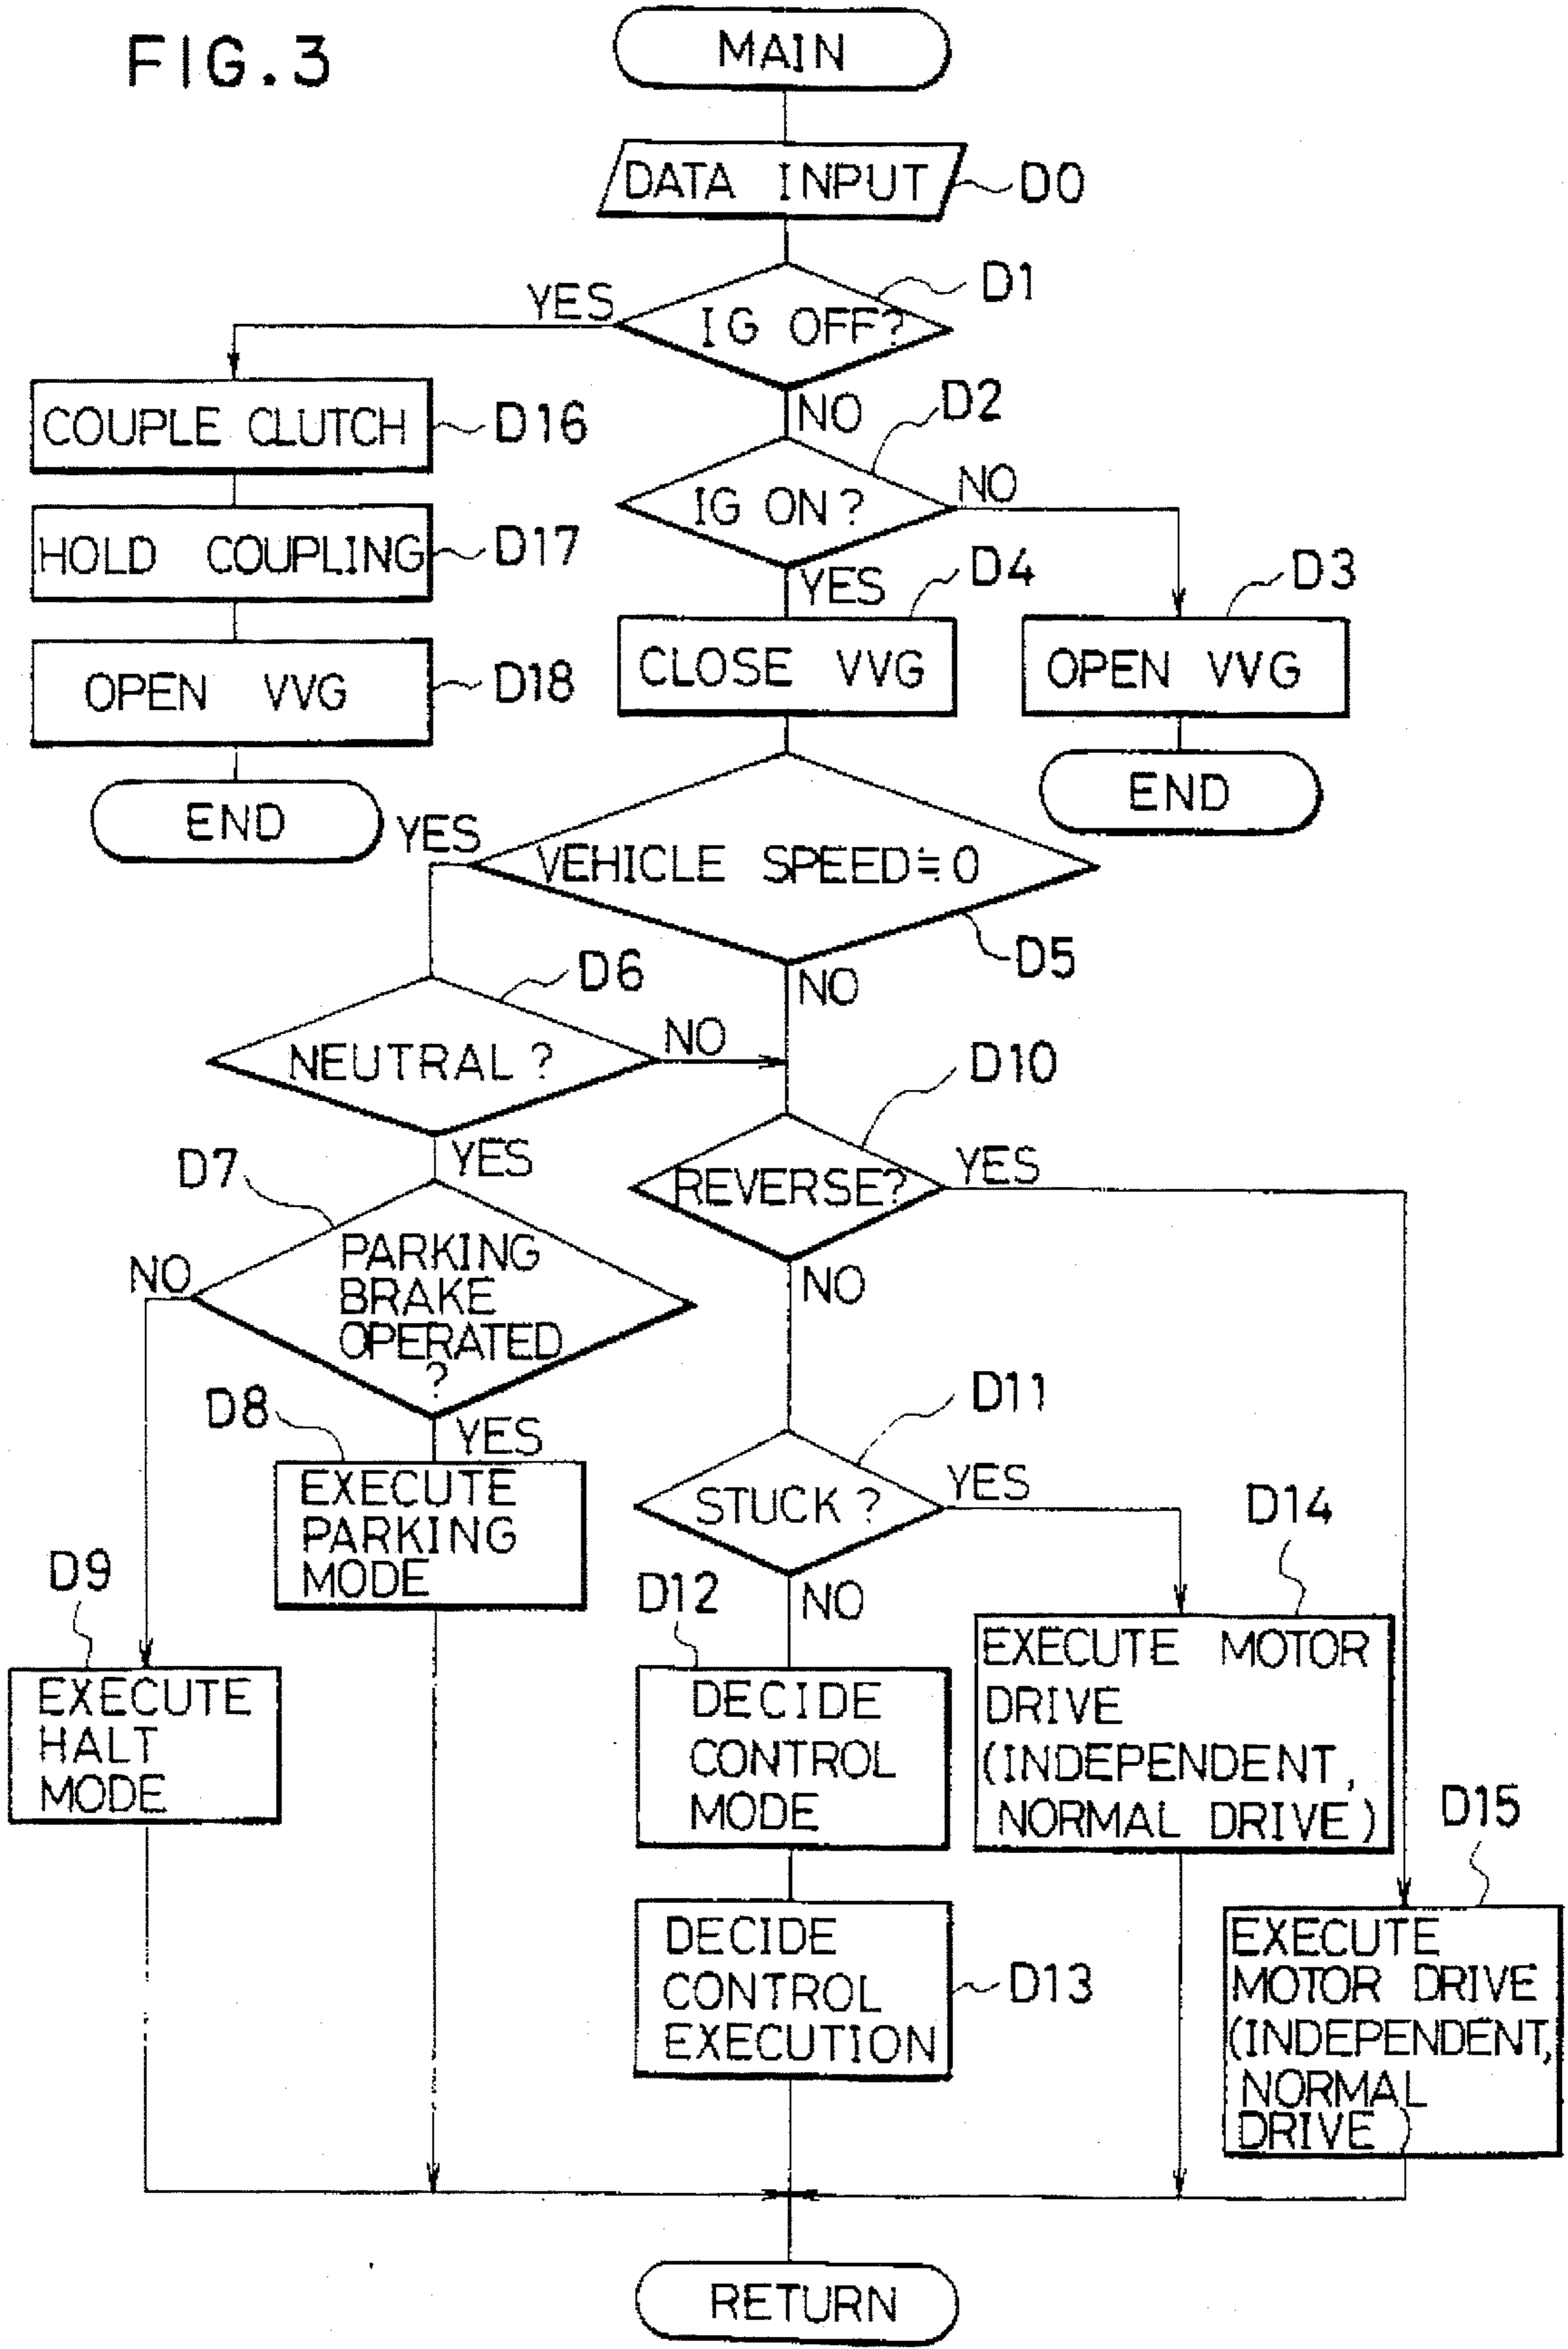 FIG.3
MAIN
DATA INPUT
D0
D1
YES
IG OFF?
NO
D2
COUPLE CLUTCH
D16
IG ON?
NO
HOLD COUPLING
D17
YES
D4
D3
OPEN VVG
D18
CLOSE VVG
OPEN VVG
END
END
YES
VEHICLE SPEED≒0
D5
NO
D6
NEUTRAL?
NO
D10
YES
D7
REVERSE?
YES
NO
PARKING
BRAKE
OPERATED
?
NO
D8
YES
D11
EXECUTE
PARKING
MODE
STUCK?
YES
D14
NO
D9
D12
EXECUTE
HALT
MODE
DECIDE
CONTROL
MODE
EXECUTE MOTOR
DRIVE
(INDEPENDENT,
NORMAL DRIVE)
D15
DECIDE
CONTROL
EXECUTION
D13
EXECUTE
MOTOR DRIVE
(INDEPENDENT,
NORMAL
DRIVE)
RETURN